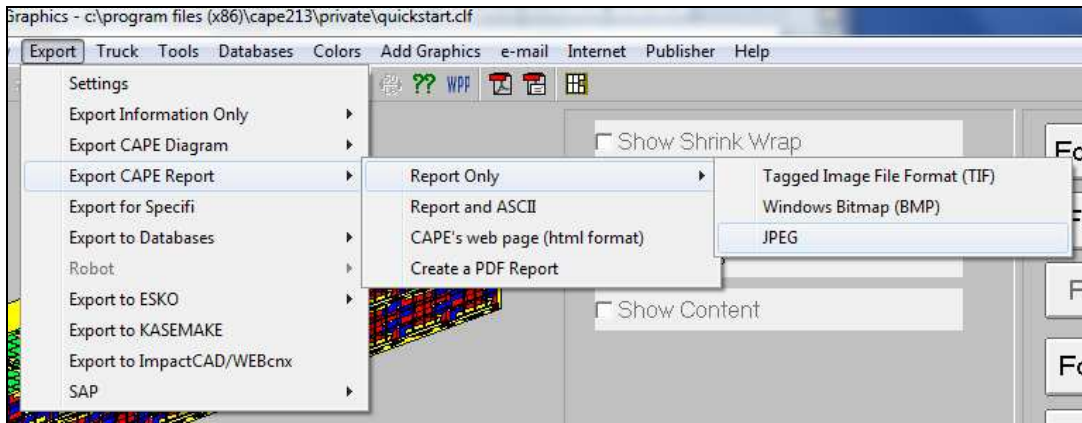 Graphics - c:\program files (x86)\cape213\private\quickstart.clf
Export Truck Tools Databases Colors Add Graphics e-mail Internet Publisher Help
?? WPP
Settings
Export Information Only
Export CAPE Diagram
Export CAPE Report
Export for Specifi
Export to Databases
Robot
Export to ESKO
Export to KASEMAKE
Export to ImpactCAD/WEBcnx
SAP
Report Only
Report and ASCII
CAPE's web page (html format)
Create a PDF Report
Tagged Image File Format (TIF)
Windows Bitmap (BMP)
JPEG
Show Shrink Wrap
Show Content